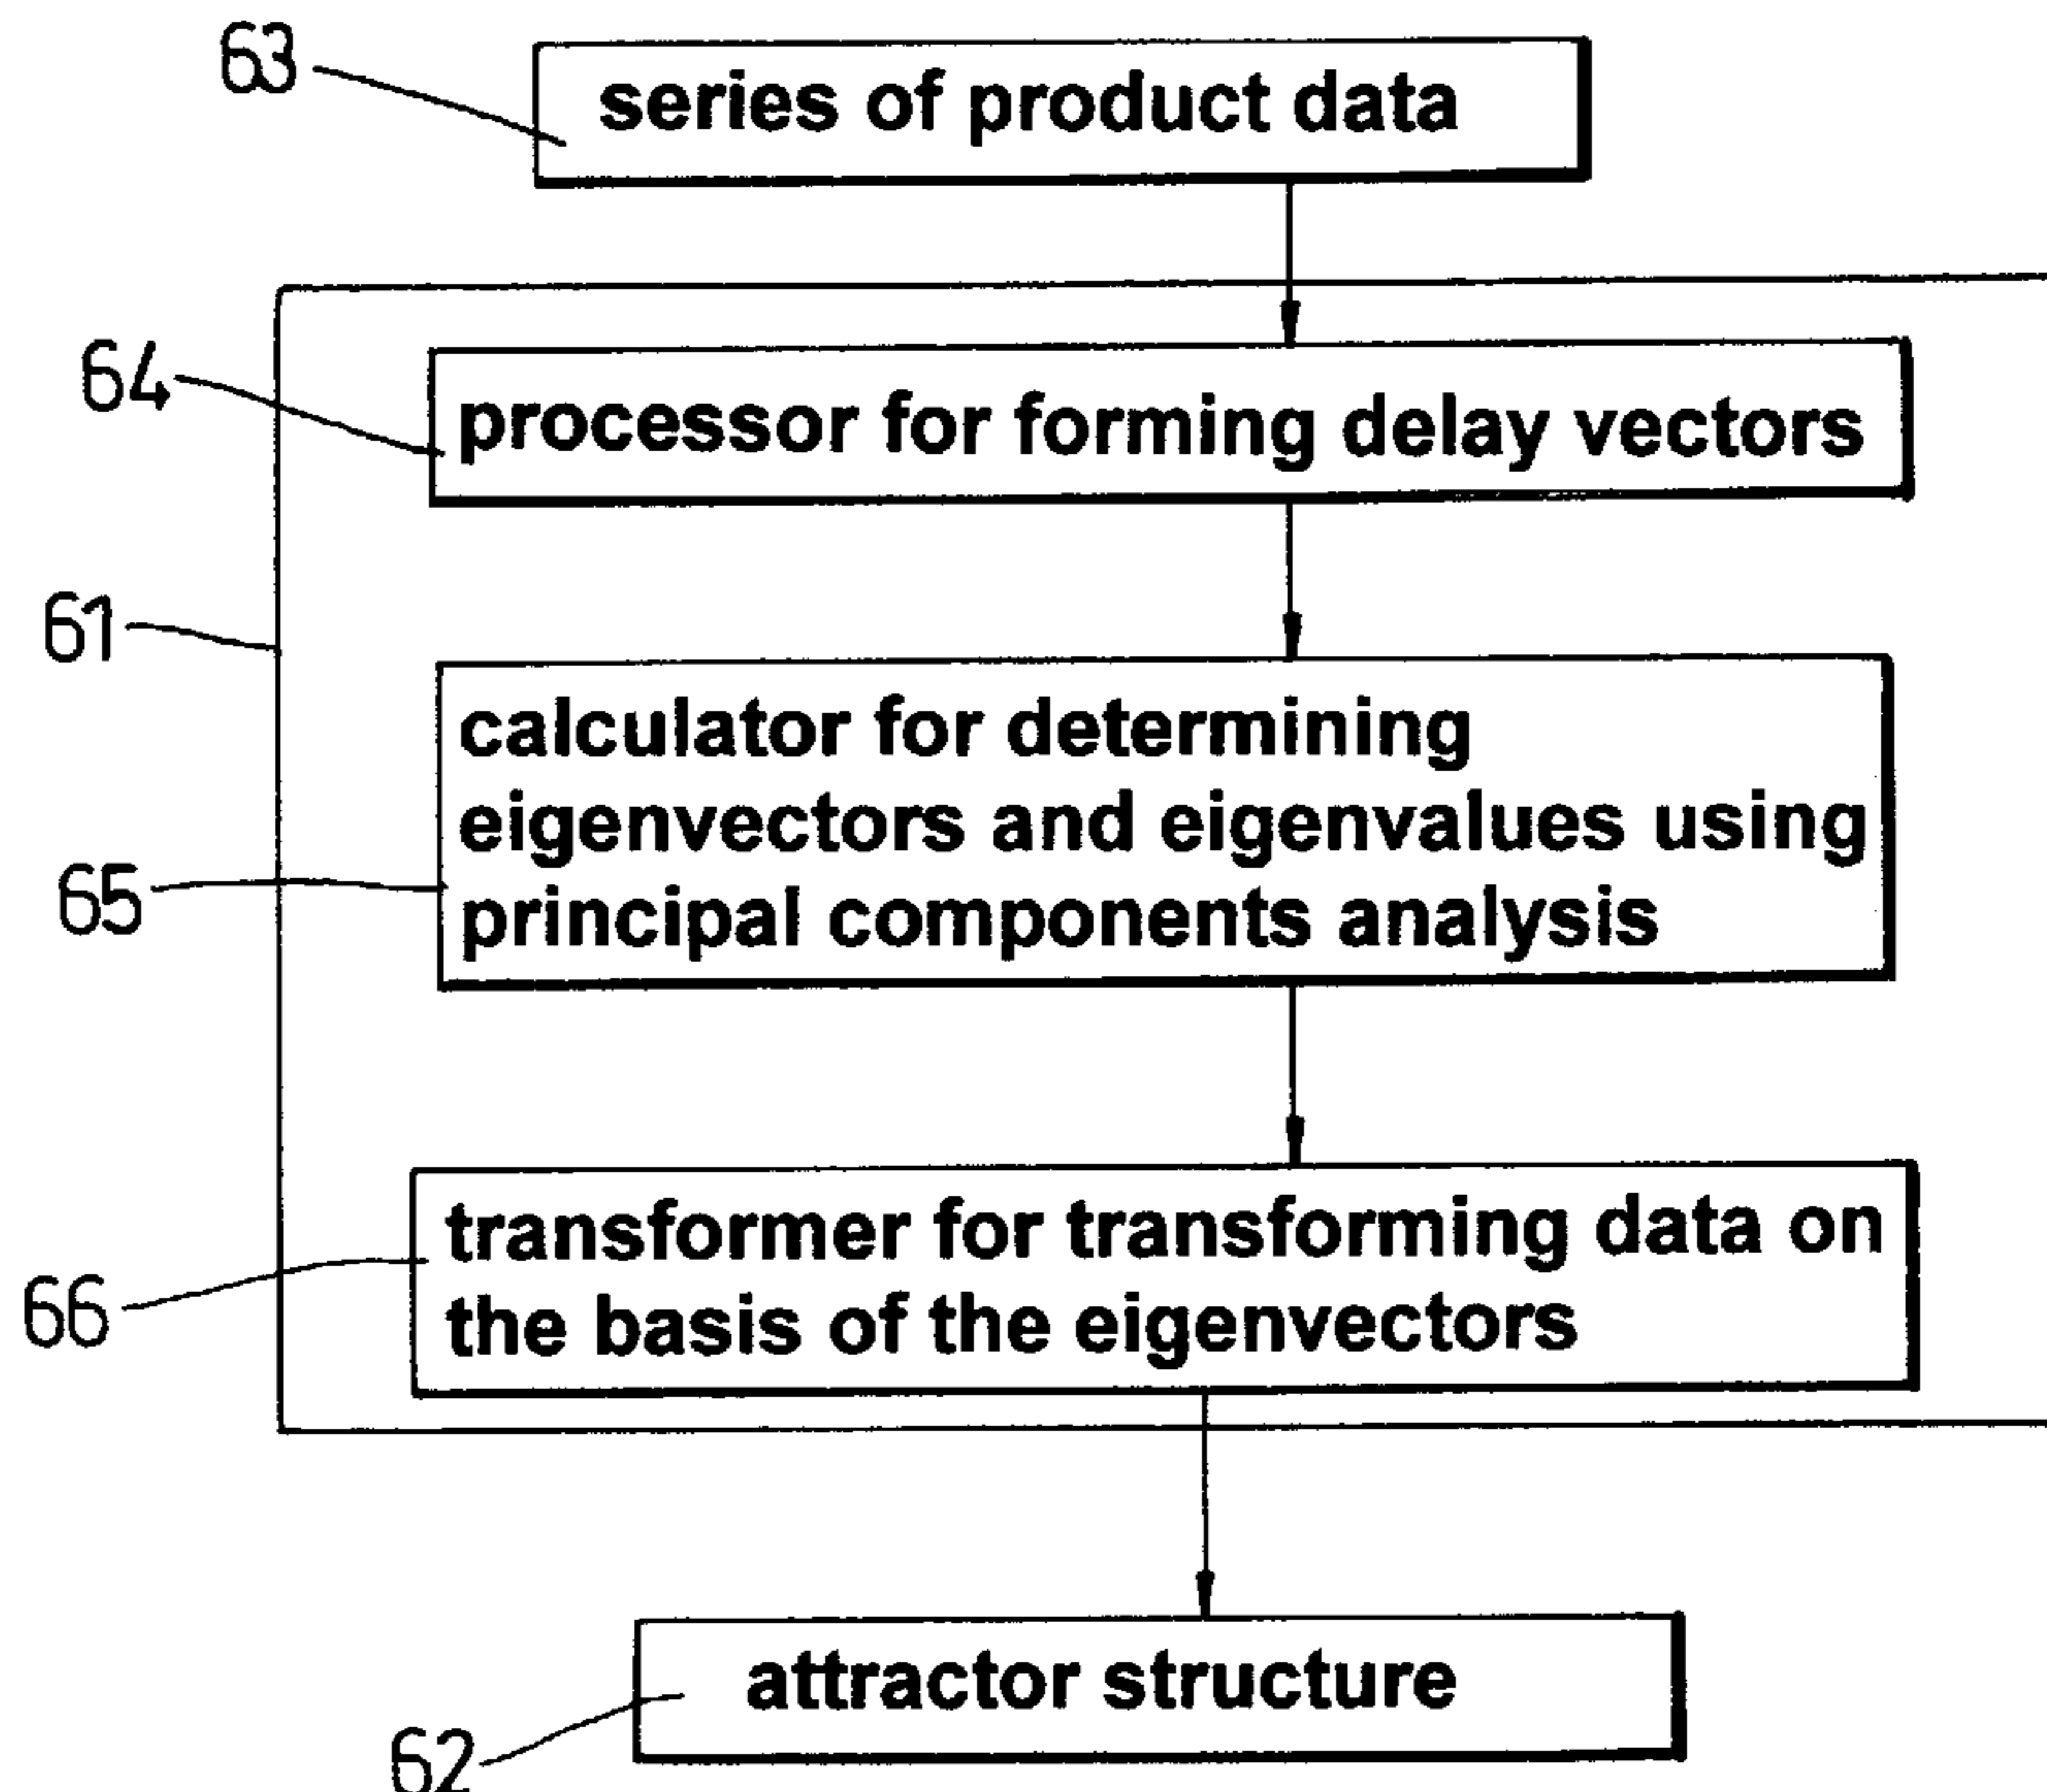 63
series of product data
64
processor for forming delay vectors
61
calculator for determining
eigenvectors and eigenvalues using
65
principal components analysis
transformer for transforming data on
66
the basis of the eigenvectors
attractor structure
62